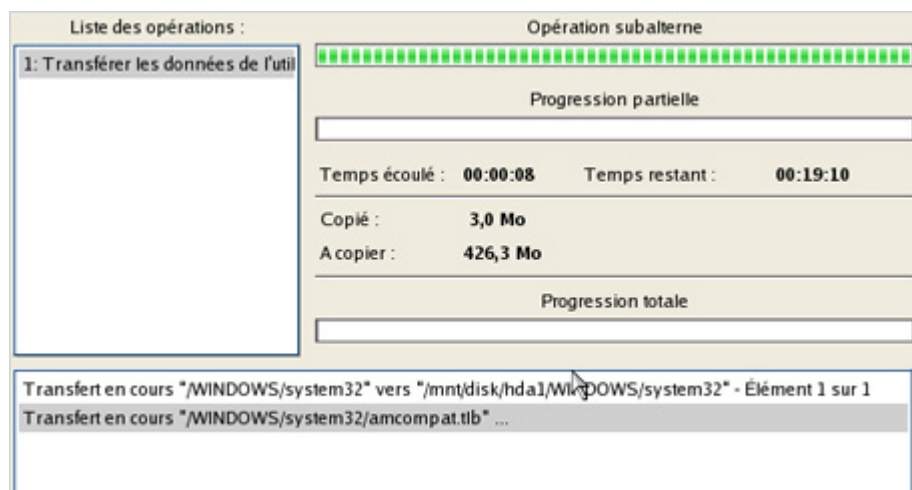 Liste des opérations :
1: Transférer les données de l'util
Opération subalterne
Progression partielle
Temps écoulé : 00:00:08 Temps restant : 00:19:10
Copié : 3,0 Mo
A copier : 426,3 Mo
Progression totale
Transfert en cours "/WINDOWS/system32" vers "/mnt/disk/hda1/WINDOWS/system32" - Élément 1 sur 1
Transfert en cours "/WINDOWS/system32/amcompat.tlb" ...